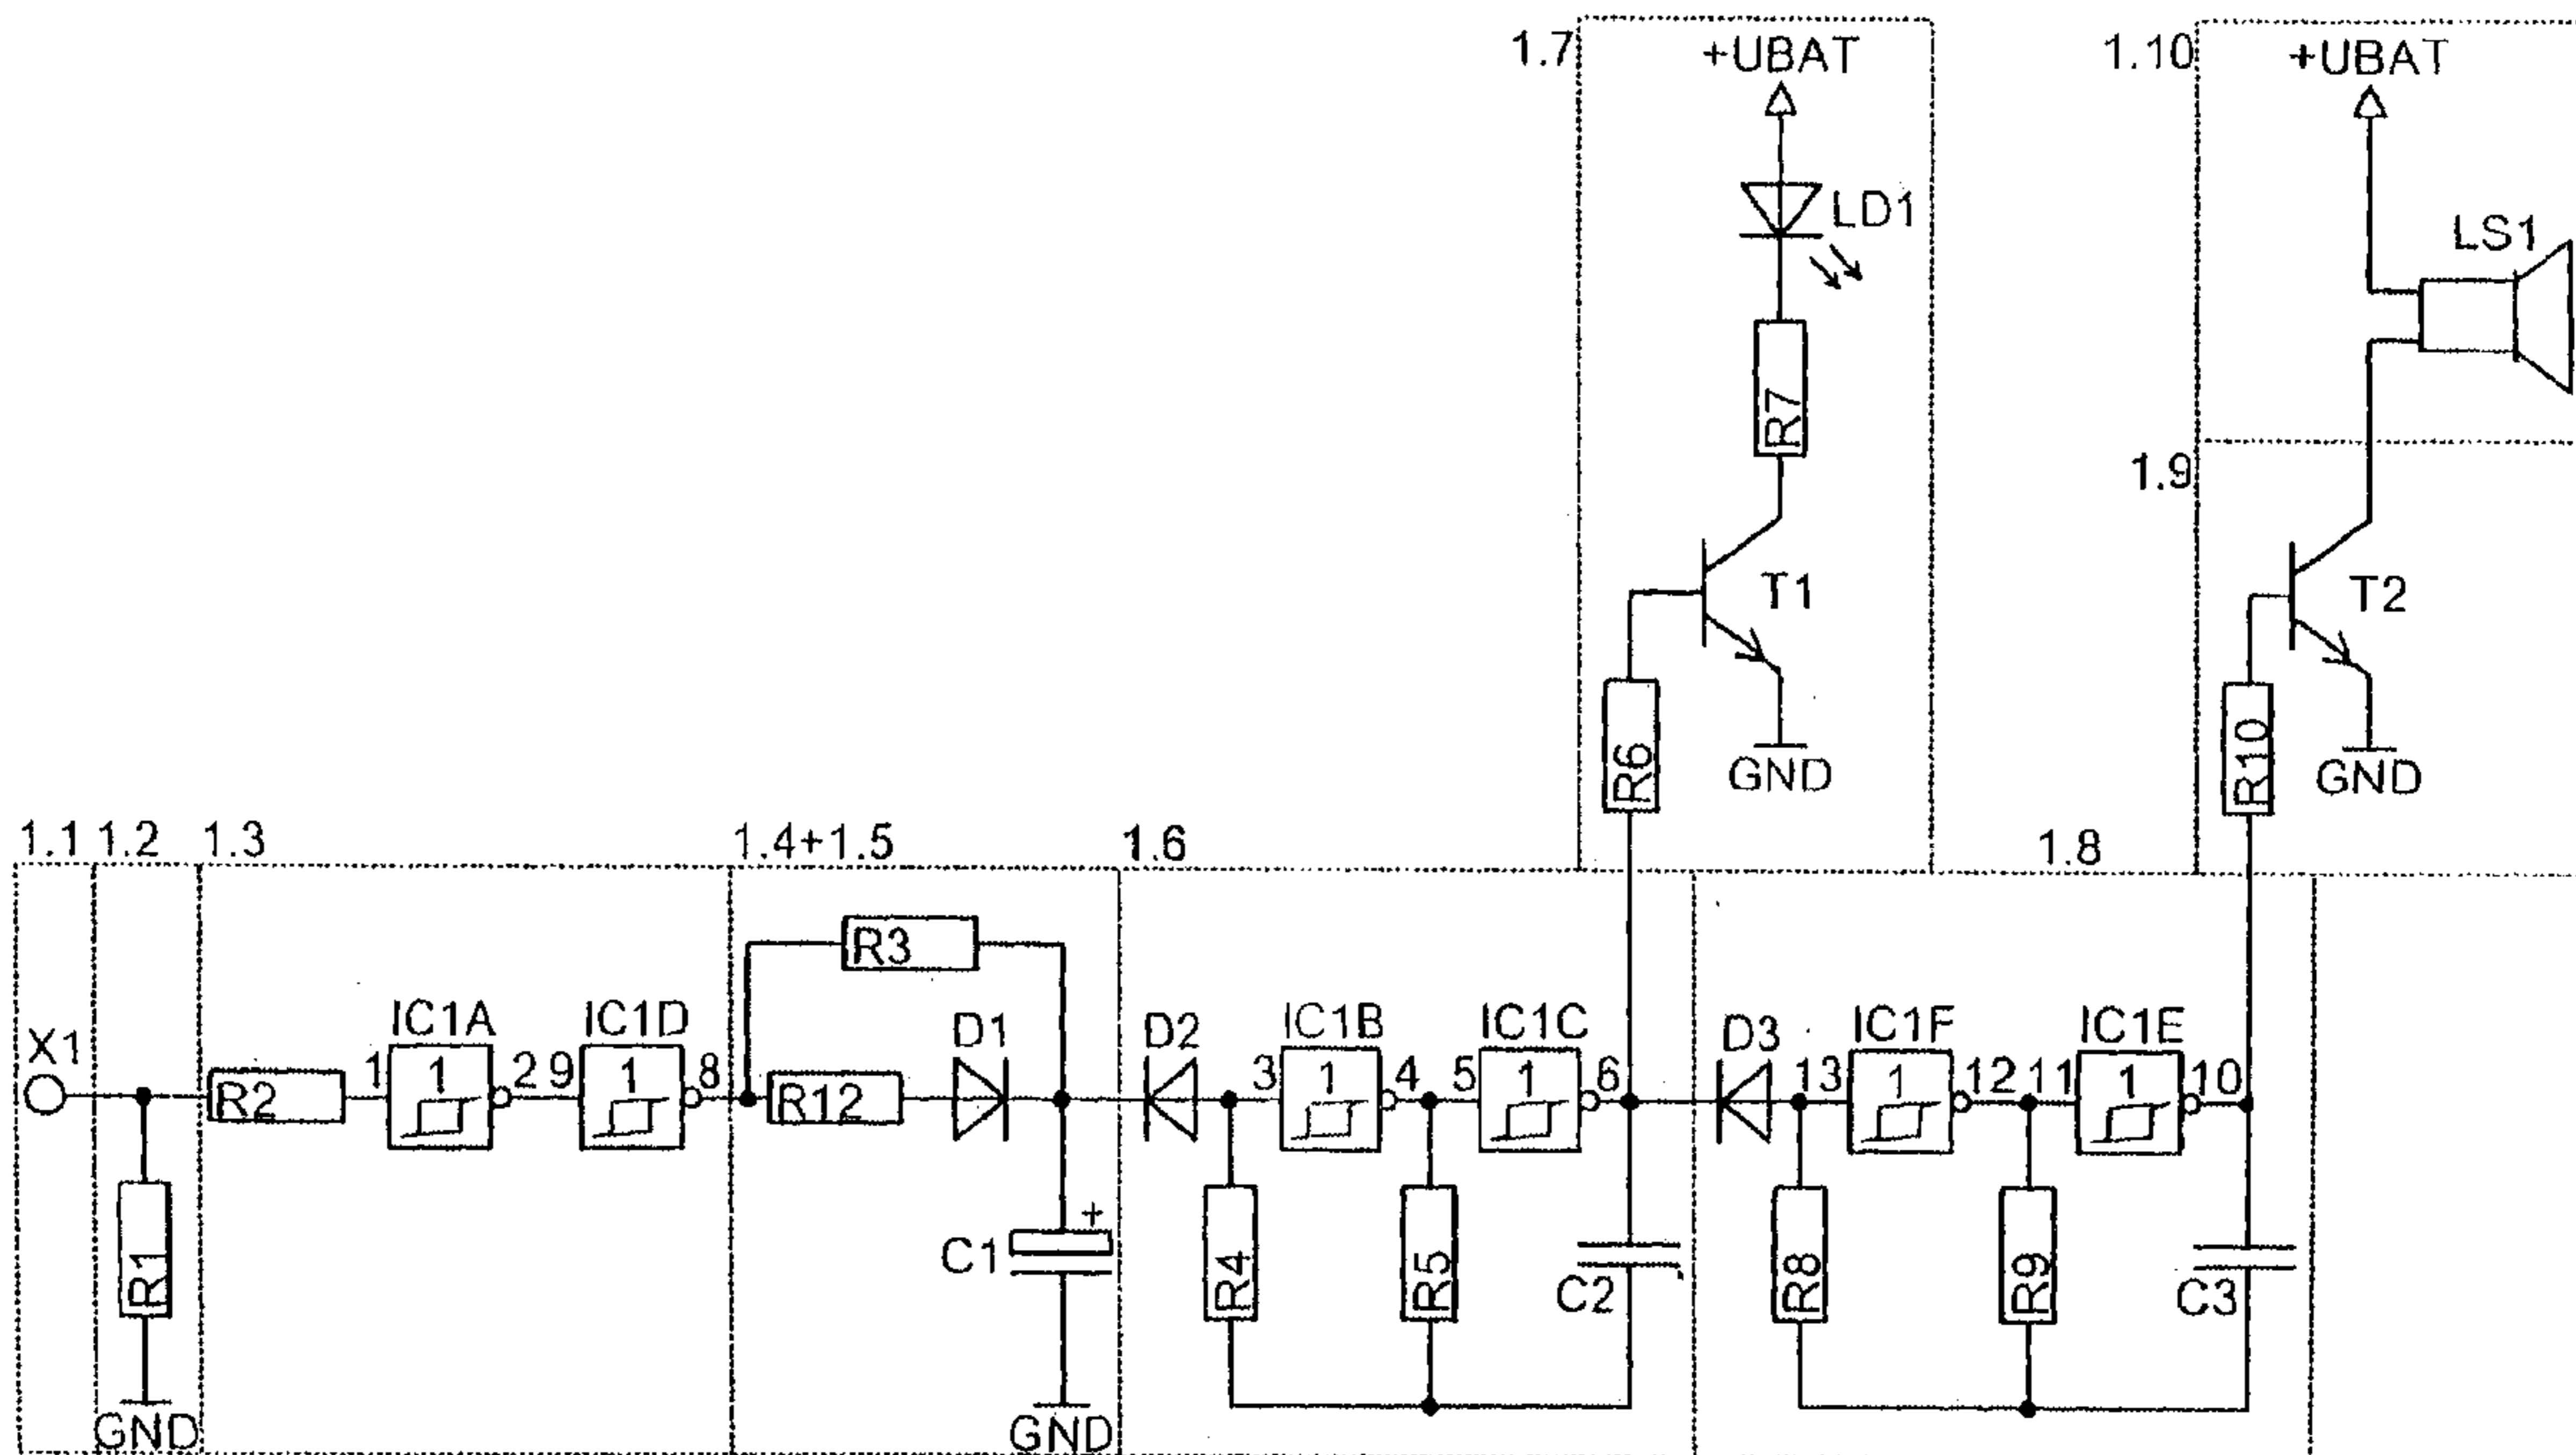 1.7
+UBAT
1.10
+UBAT
LD1
LS1
R7
1.9
T1
T2
R6
GND
R10
GND
1.1
1.2
1.3
1.4+1.5
1.6
1.8
R3
X1
IC1A
IC1D
D1
D2
IC1B
IC1C
D3
IC1F
IC1E
R2
1
1
2
9
1
8
R12
3
1
4
5
1
6
13
1
12
11
1
10
R1
C1
+
R4
R5
C2
R8
R9
C3
GND
GND